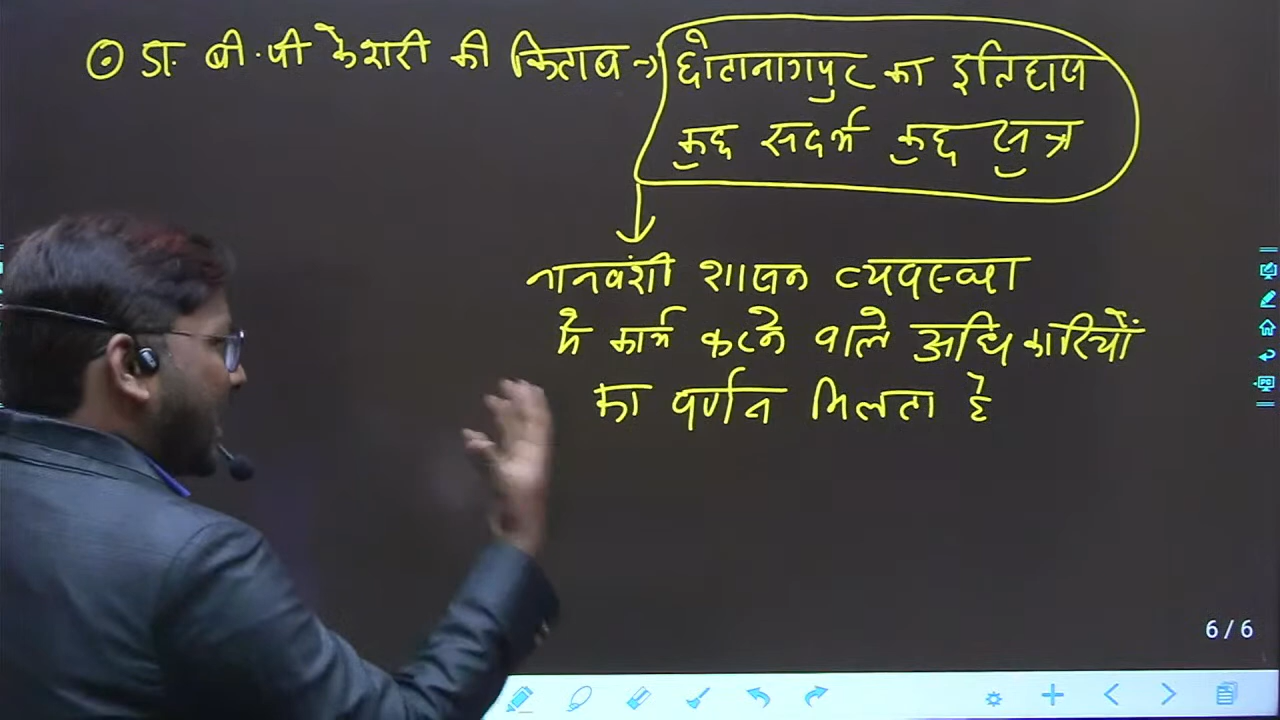 डा. बी.पी केशरी की किताब → छोटानागपुर का इतिहास
कुछ सदर्भ कुछ सुत्र
नागवंशी शासन व्यवस्था
मे कार्य करने वाले अधिकारियों
का वर्णन मिलता है
6 / 6